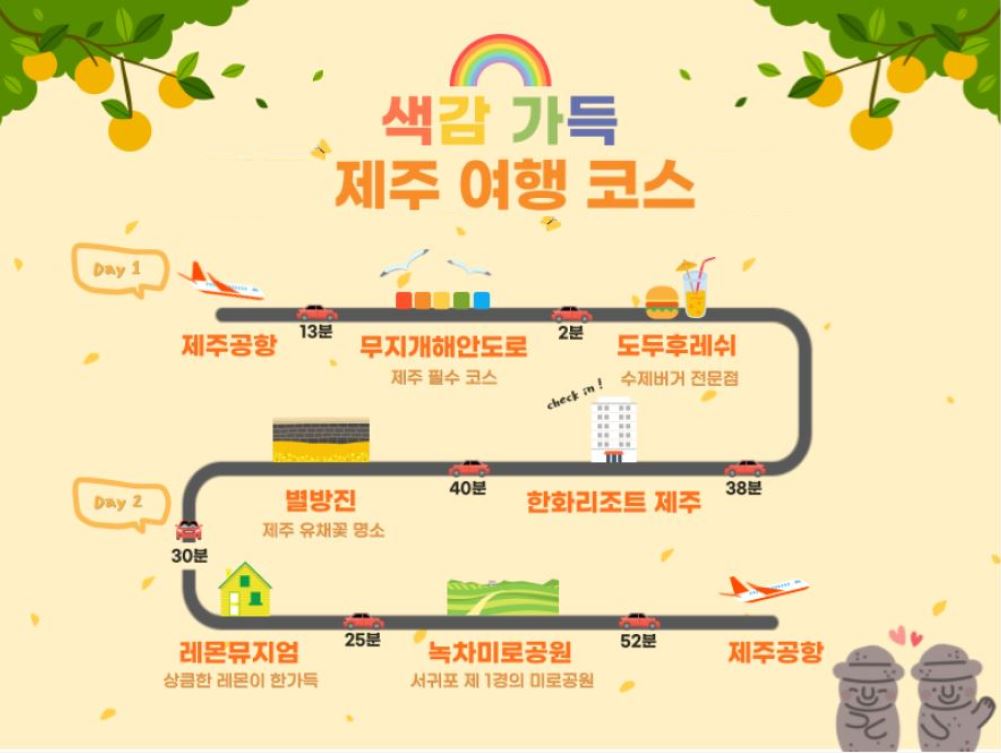 색감 가득
제주 여행 코스
Day 1
제주공항
13분
무지개해안도로
제주 필수 코스
2분
도두후레쉬
수제버거 전문점
check in!
38분
한화리조트 제주
40분
별방진
제주 유채꽃 명소
Day 2
30분
레몬뮤지엄
상큼한 레몬이 한가득
25분
녹차미로공원
서귀포 제 1경의 미로공원
52분
제주공항